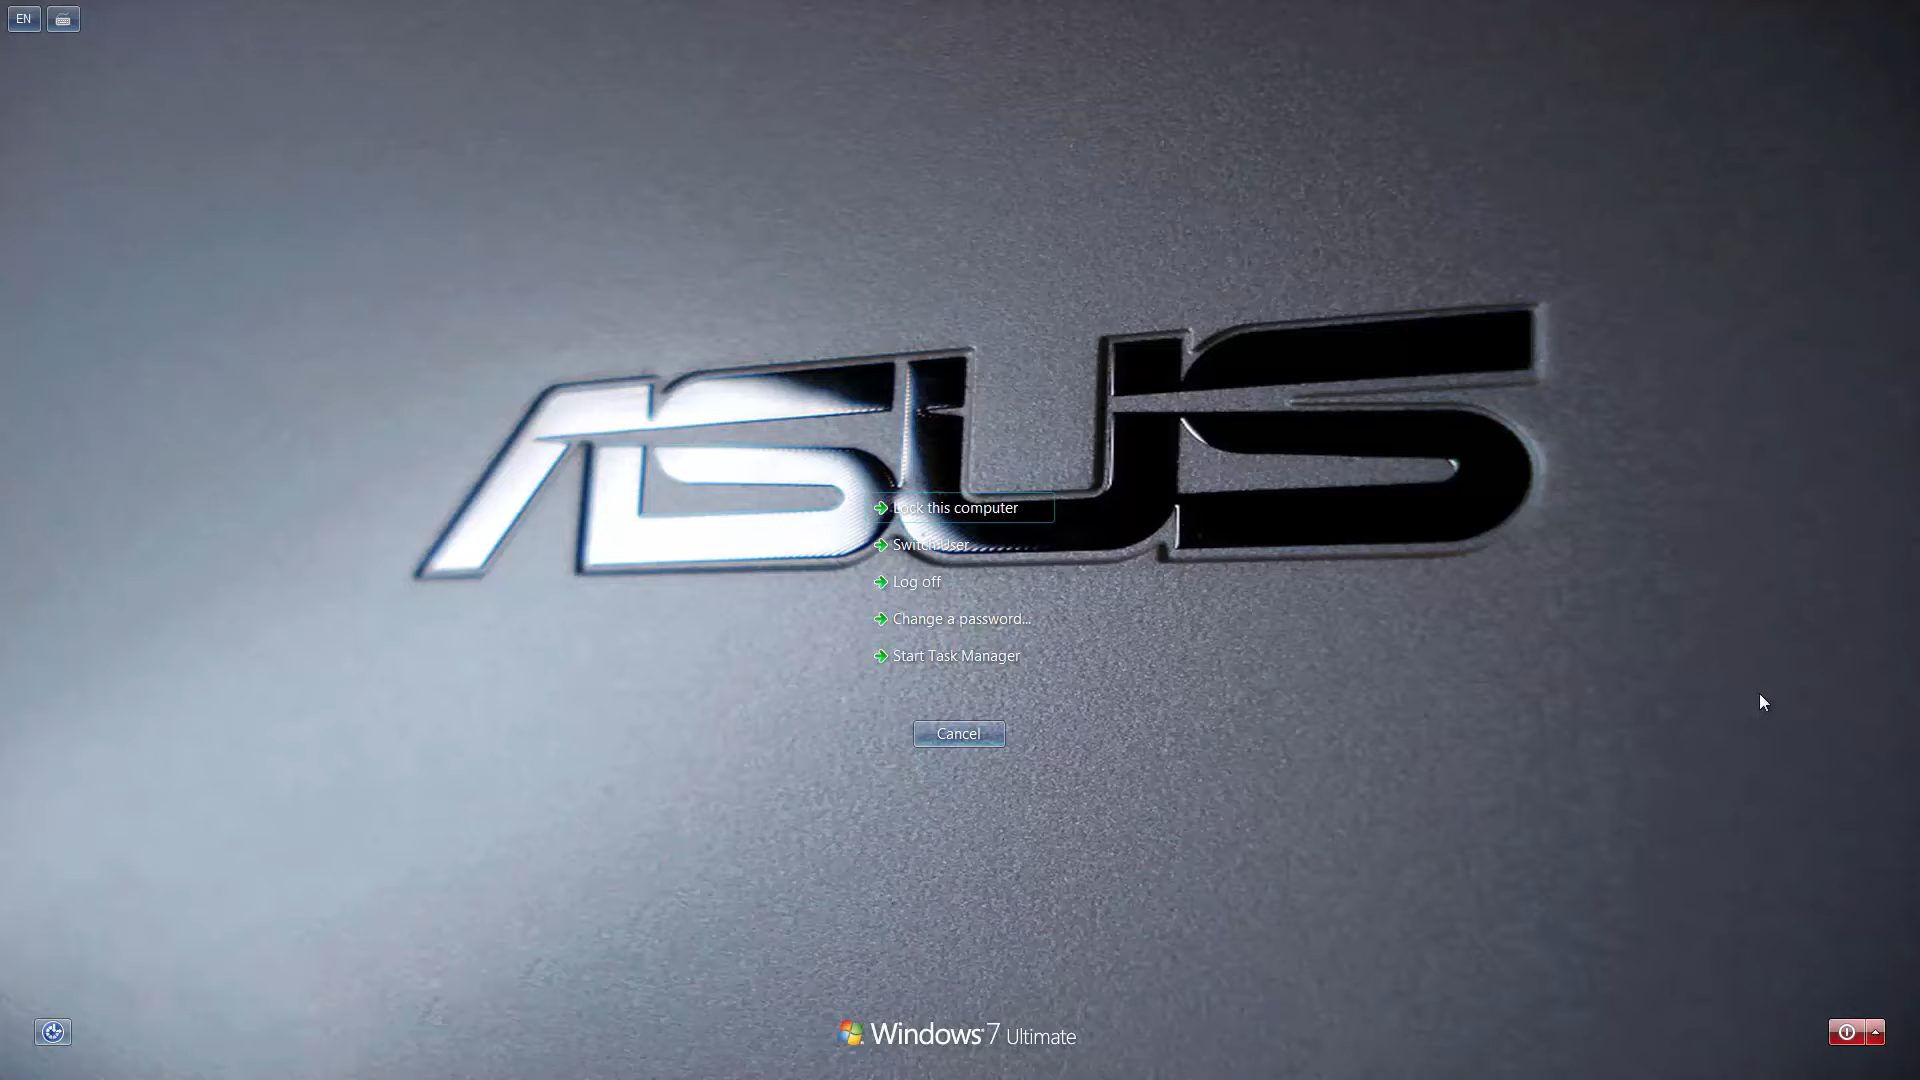 EN
ASUS
Lock this computer
Switch User
Log off
Change a password...
Start Task Manager
Cancel
Windows 7 Ultimate